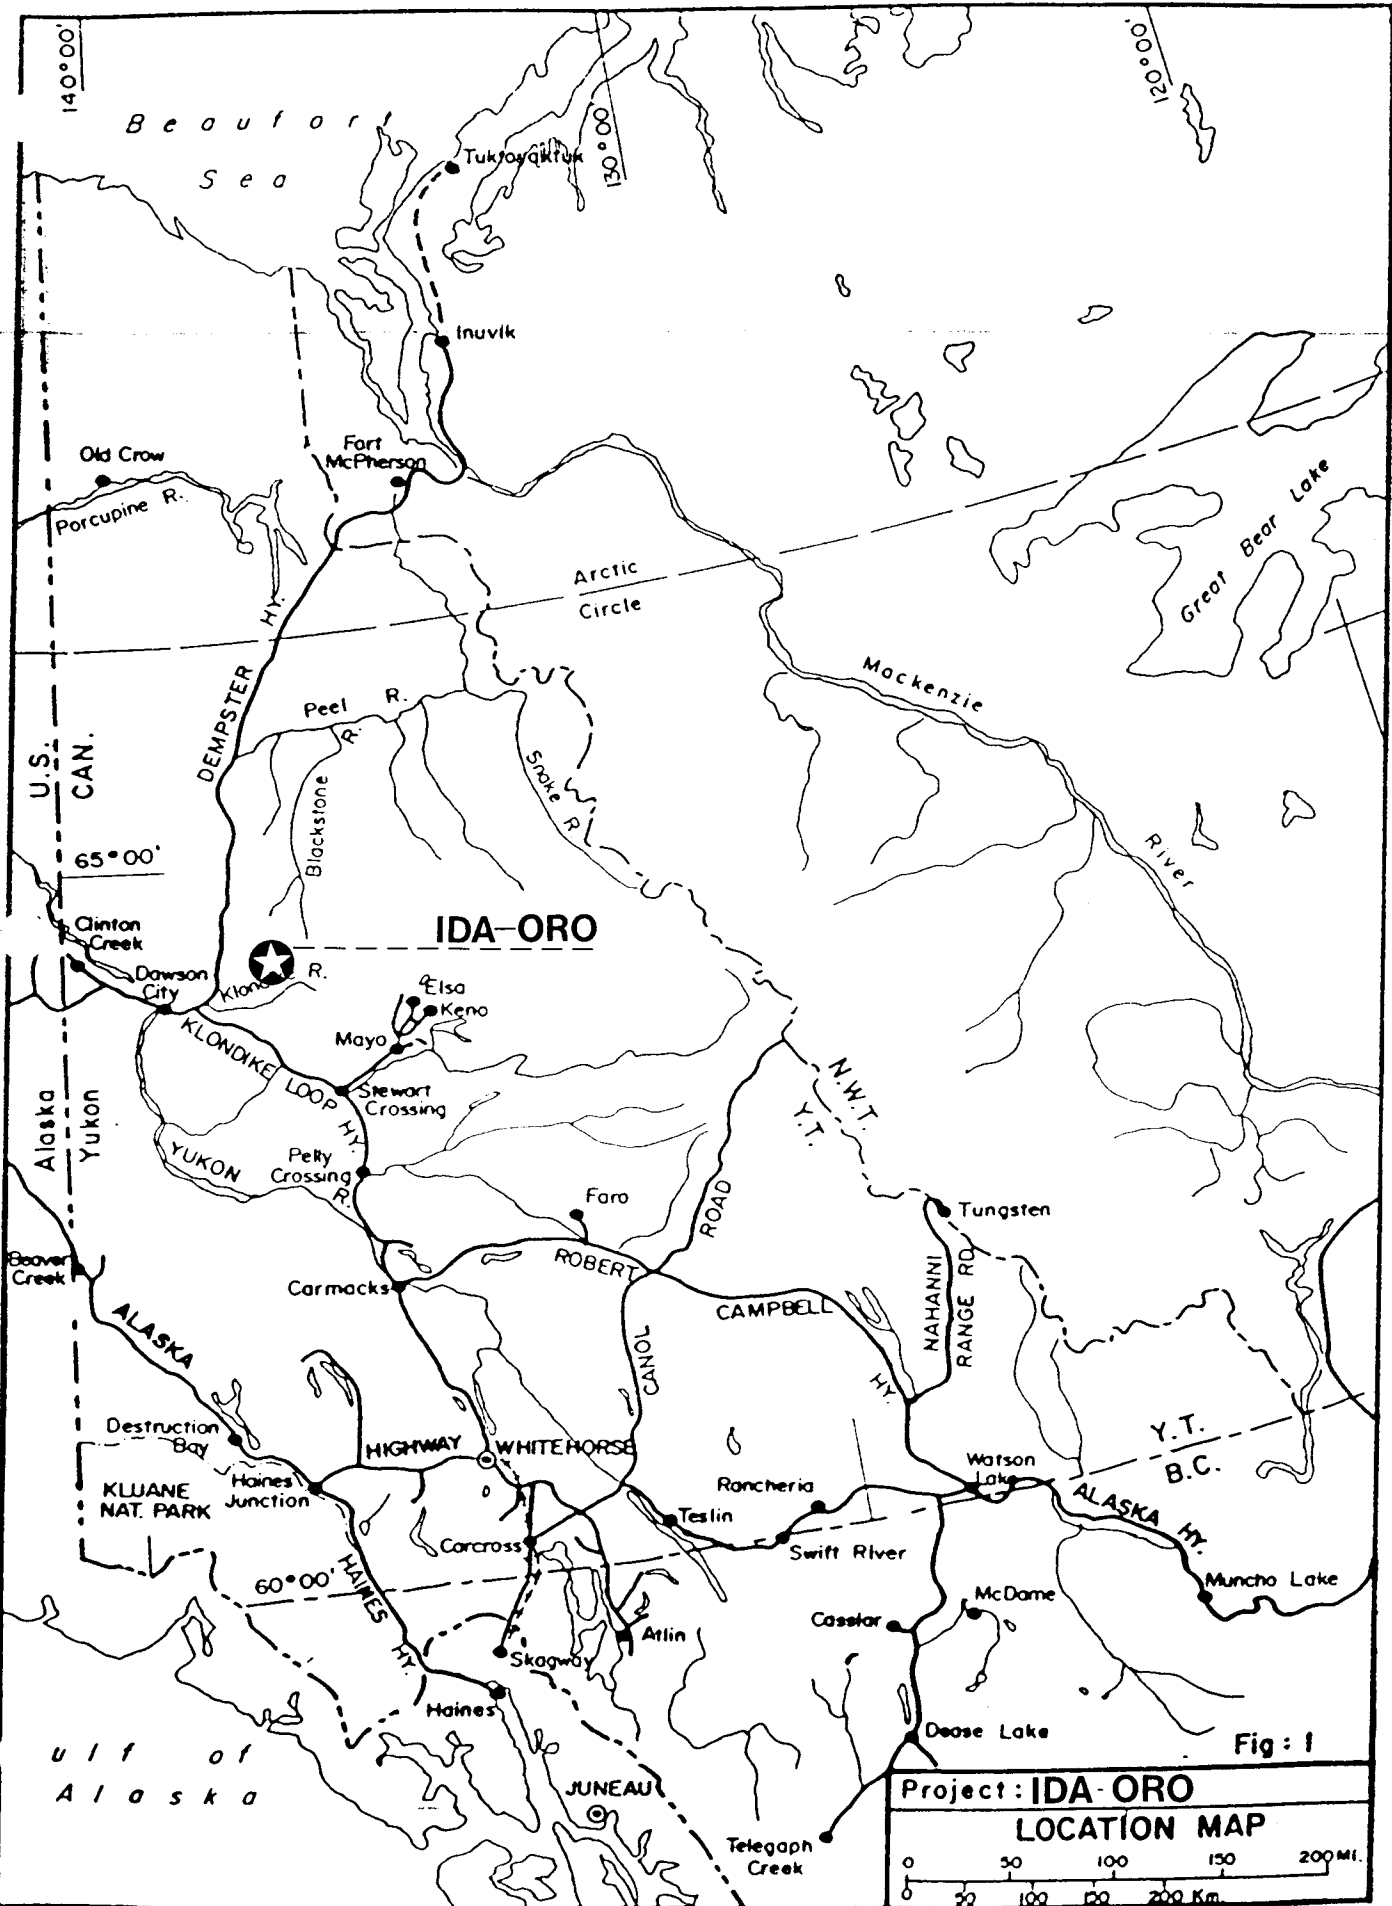 140°00'
130°00'
120°00'
Beaufort
Sea
Tuktoyaktuk
Inuvik
Old Crow
Porcupine R.
Fort
McPherson
Great Bear Lake
Arctic
Circle
DEMPSTER HY.
Peel R.
Blackstone R.
Snake R
Mackenzie
River
U.S.
CAN.
65°00'
Clinton
Creek
Dawson
City
R.
IDA-ORO
Elsa
Keno
Mayo
KLONDIKE LOOP HY.
Stewart
Crossing
Alaska
Yukon
YUKON R.
Pelly
Crossing
N.W.T.
Y.T.
Faro
Tungsten
CANOL ROAD
NAHANNI
RANGE RD
Beaver
Creek
Carmacks
ROBERT CAMPBELL HY.
ALASKA HIGHWAY
Destruction
Bay
WHITEHORSE
KLUANE
NAT. PARK
Haines
Junction
Y.T.
B.C.
Watson
Lake
Rancheria
Teslin
Carcross
Swift River
ALASKA HY.
Muncho Lake
60°00'
HAINES HY.
McDame
Cassiar
Atlin
Skagway
Haines
Dease Lake
ulf of
Alaska
JUNEAU
Telegaph
Creek
Fig: 1
Project: IDA-ORO
LOCATION MAP
0 50 100 150 200 MI.
0 50 100 150 200 Km.